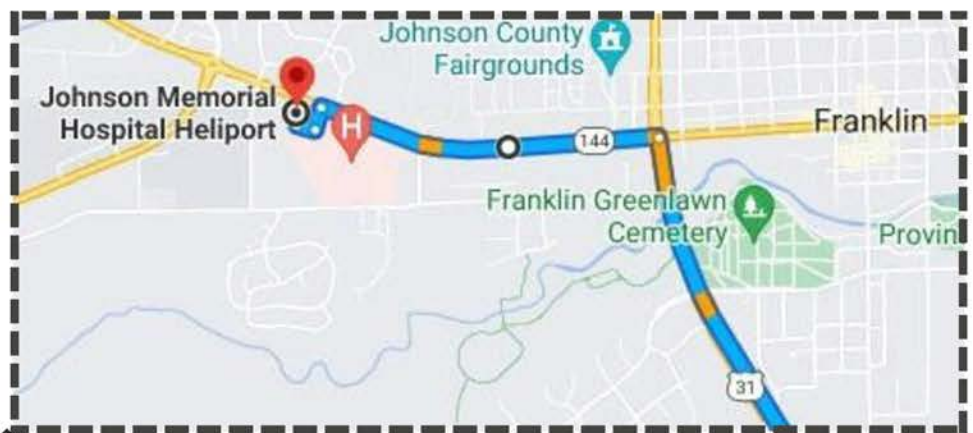 Johnson County
Fairgrounds
Johnson Memorial
Hospital Heliport
H
144
Franklin
Franklin Greenlawn
Cemetery
Provin
31